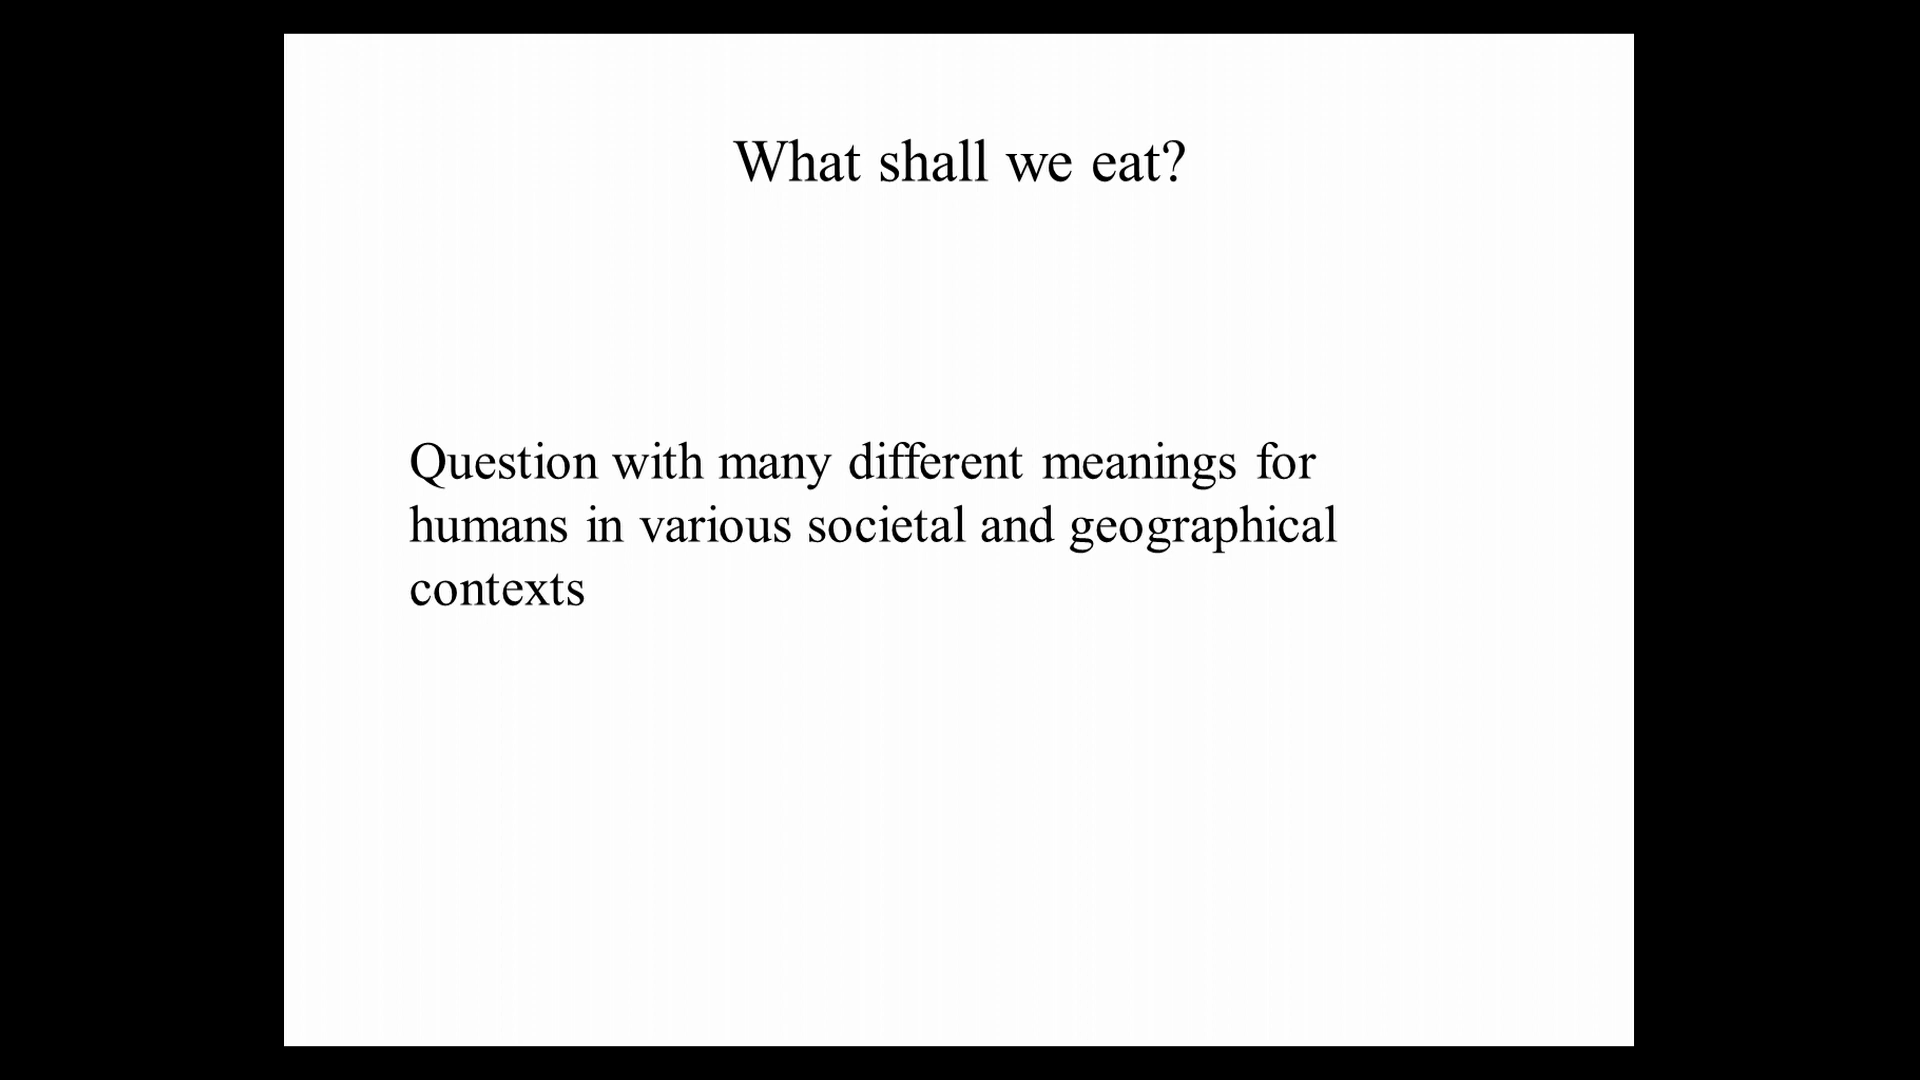 What shall we eat?
Question with many different meanings for
humans in various societal and geographical
contexts